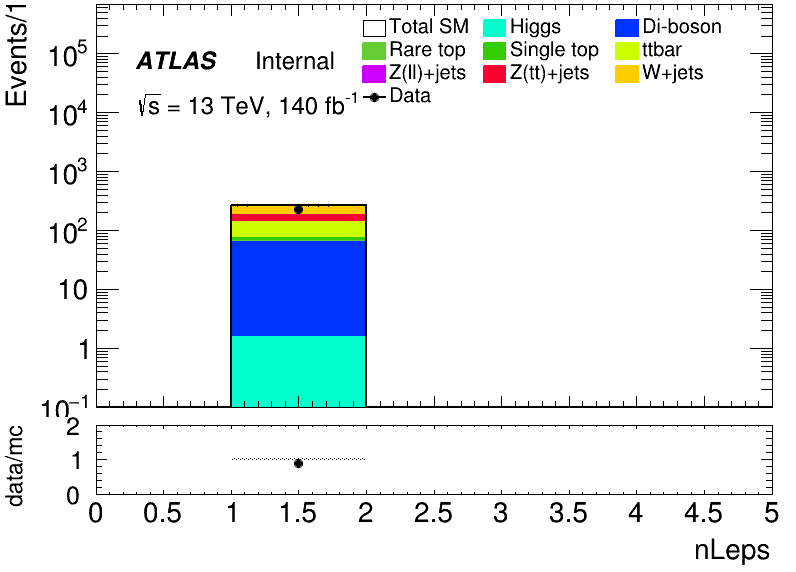 Events/1
10⁵
10⁴
10³
10²
10
1
10⁻¹
ATLAS Internal
√s = 13 TeV, 140 fb⁻¹
Total SM Higgs Di-boson
Rare top Single top ttbar
Z(ll)+jets Z(tt)+jets W+jets
Data
data/mc
2
1
0
0 0.5 1 1.5 2 2.5 3 3.5 4 4.5 5
nLeps